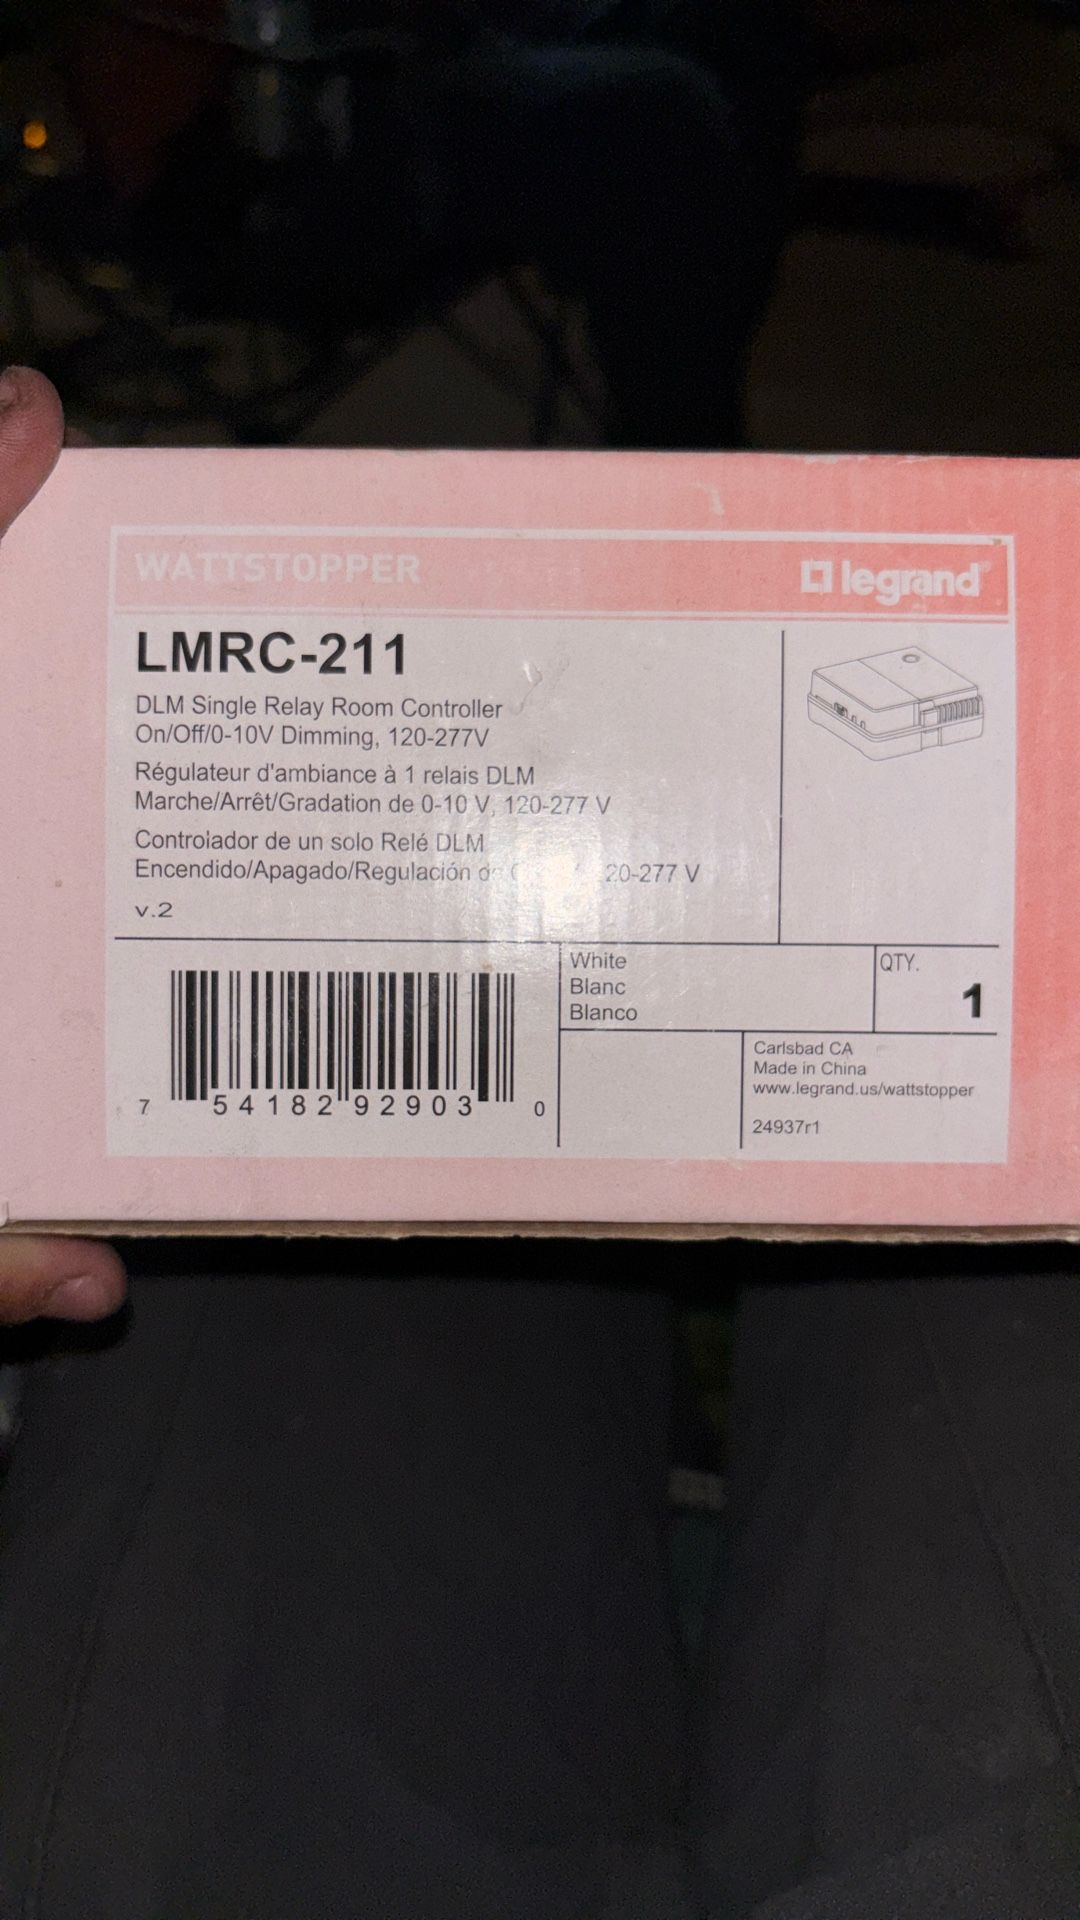 WATTSTOPPER
legrand®
LMRC-211
DLM Single Relay Room Controller
On/Off/0-10V Dimming, 120-277V
Régulateur d'ambiance à 1 relais DLM
Marche/Arrêt/Gradation de 0-10 V, 120-277 V
Controlador de un solo Relé DLM
Encendido/Apagado/Regulación 20-277 V
v.2
7 54182 92903 0
White
Blanc
Blanco
QTY.
1
Carlsbad CA
Made in China
www.legrand.us/wattstopper
24937r1